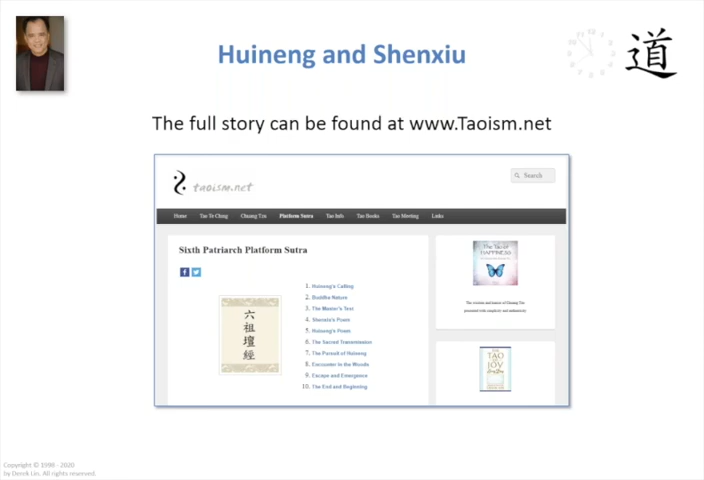 Huineng and Shenxiu
道
The full story can be found at www.Taoism.net
taoism.net
Search
Home Tao Te Ching Chuang Tzu Platform Sutra Tao Info Tao Books Tao Meeting Links
Sixth Patriarch Platform Sutra
六祖壇經
1. Huineng's Calling
2. Buddha Nature
3. The Master's Test
4. Shenxiu's Poem
5. Huineng's Poem
6. The Sacred Transmission
7. The Pursuit of Huineng
8. Encounter in the Woods
9. Escape and Emergence
10. The End and Beginning
The Tao of
HAPPINESS
The wisdom and humor of Chuang Tzu
presented with simplicity and authenticity
THE
TAO
OF
JOY
Copyright © 1998 - 2020
by Derek Lin. All rights reserved.